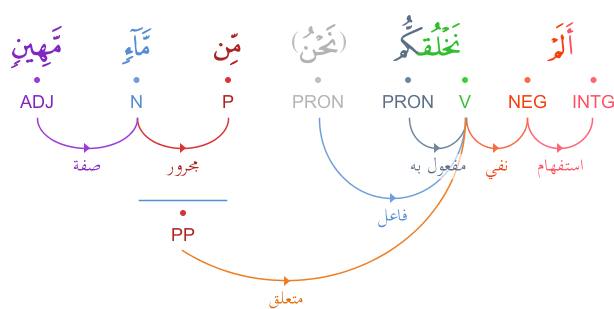 أَلَمۡ نَخۡلُقكُّم (نَحْنُ) مِّن مَّآءٖ مَّهِينٖ
INTG NEG V PRON PRON P N ADJ
استفهام نفي مفعول به مجرور صفة
فاعل
PP
متعلق